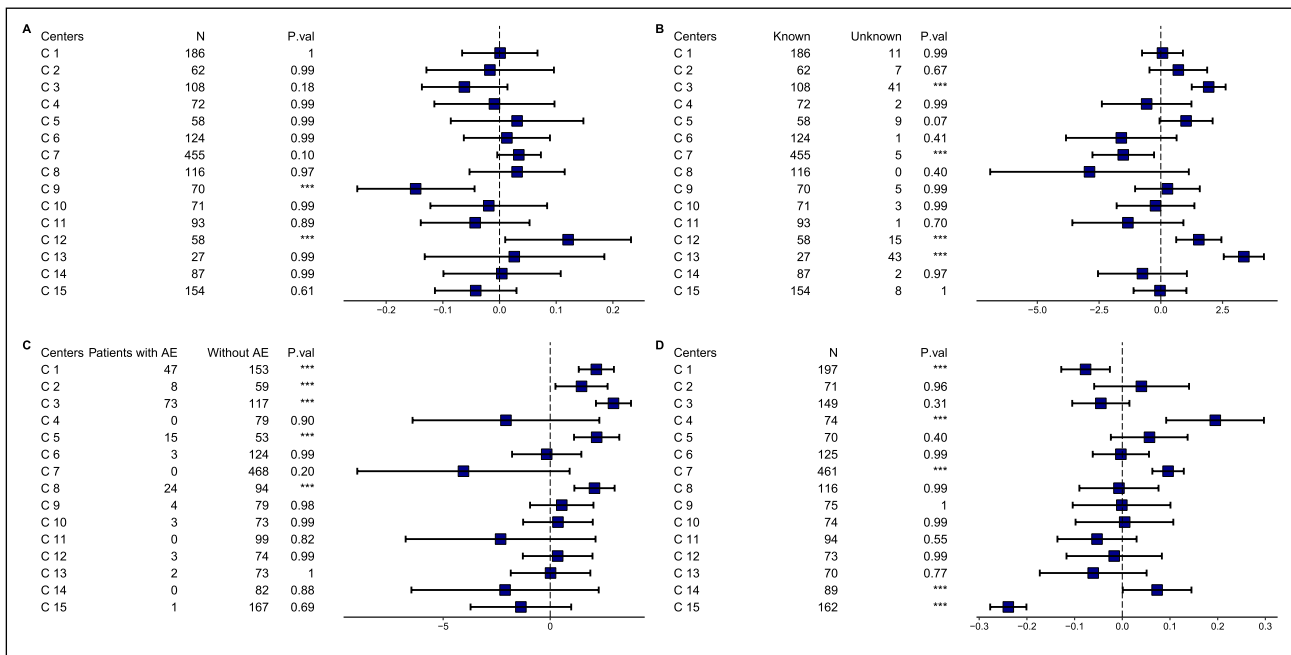 A
Centers N P.val
C 1 186 1
C 2 62 0.99
C 3 108 0.18
C 4 72 0.99
C 5 58 0.99
C 6 124 0.99
C 7 455 0.10
C 8 116 0.97
C 9 70 ***
C 10 71 0.99
C 11 93 0.89
C 12 58 ***
C 13 27 0.99
C 14 87 0.99
C 15 154 0.61
−0.2 −0.1 0.0 0.1 0.2
B
Centers Known Unknown P.val
C 1 186 11 0.99
C 2 62 7 0.67
C 3 108 41 ***
C 4 72 2 0.99
C 5 58 9 0.07
C 6 124 1 0.41
C 7 455 5 ***
C 8 116 0 0.40
C 9 70 5 0.99
C 10 71 3 0.99
C 11 93 1 0.70
C 12 58 15 ***
C 13 27 43 ***
C 14 87 2 0.97
C 15 154 8 1
−5.0 −2.5 0.0 2.5
C
Centers Patients with AE Without AE P.val
C 1 47 153 ***
C 2 8 59 ***
C 3 73 117 ***
C 4 0 79 0.90
C 5 15 53 ***
C 6 3 124 0.99
C 7 0 468 0.20
C 8 24 94 ***
C 9 4 79 0.98
C 10 3 73 0.99
C 11 0 99 0.82
C 12 3 74 0.99
C 13 2 73 1
C 14 0 82 0.88
C 15 1 167 0.69
−5 0
D
Centers N P.val
C 1 197 ***
C 2 71 0.96
C 3 149 0.31
C 4 74 ***
C 5 70 0.40
C 6 125 0.99
C 7 461 ***
C 8 116 0.99
C 9 75 1
C 10 74 0.99
C 11 94 0.55
C 12 73 0.99
C 13 70 0.77
C 14 89 ***
C 15 162 ***
−0.3 −0.2 −0.1 0.0 0.1 0.2 0.3